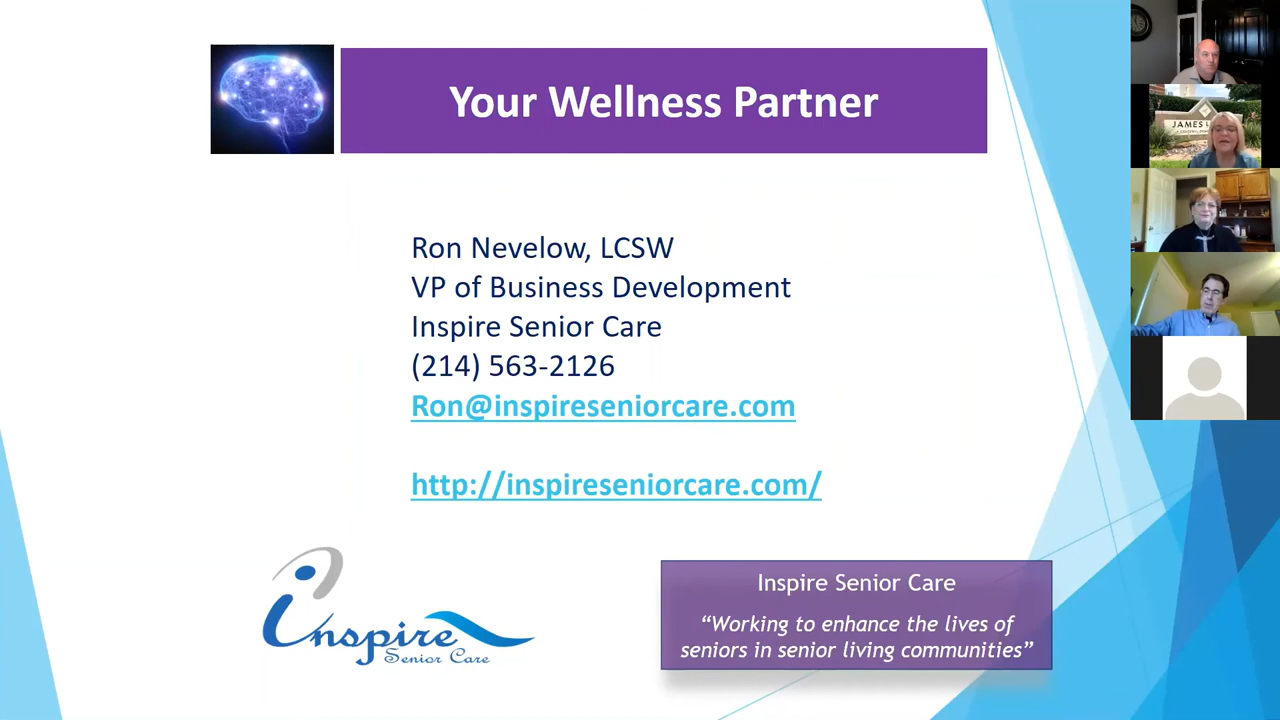 Your Wellness Partner
Ron Nevelow, LCSW
VP of Business Development
Inspire Senior Care
(214) 563-2126
Ron@inspireseniorcare.com
http://inspireseniorcare.com/
inspire
Senior Care
Inspire Senior Care
“Working to enhance the lives of
seniors in senior living communities”
JAMES